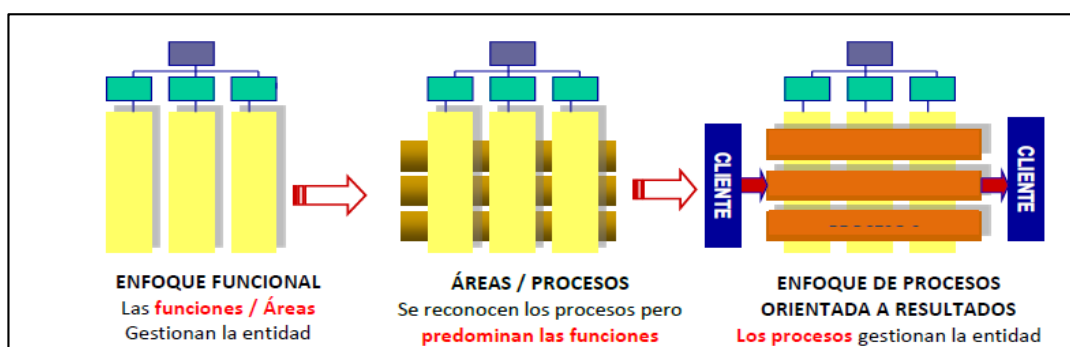 CLIENTE
CLIENTE
ENFOQUE FUNCIONAL
Las funciones / Áreas
Gestionan la entidad
ÁREAS / PROCESOS
Se reconocen los procesos pero
predominan las funciones
ENFOQUE DE PROCESOS
ORIENTADA A RESULTADOS
Los procesos gestionan la entidad